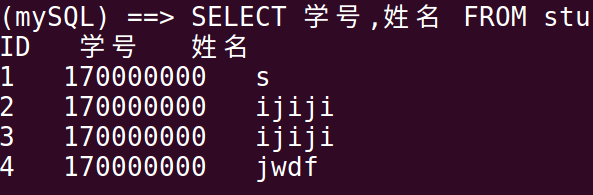 (mySQL) ==> SELECT 学号,姓名 FROM stu
ID 学号 姓名
1 170000000 s
2 170000000 ijiji
3 170000000 ijiji
4 170000000 jwdf